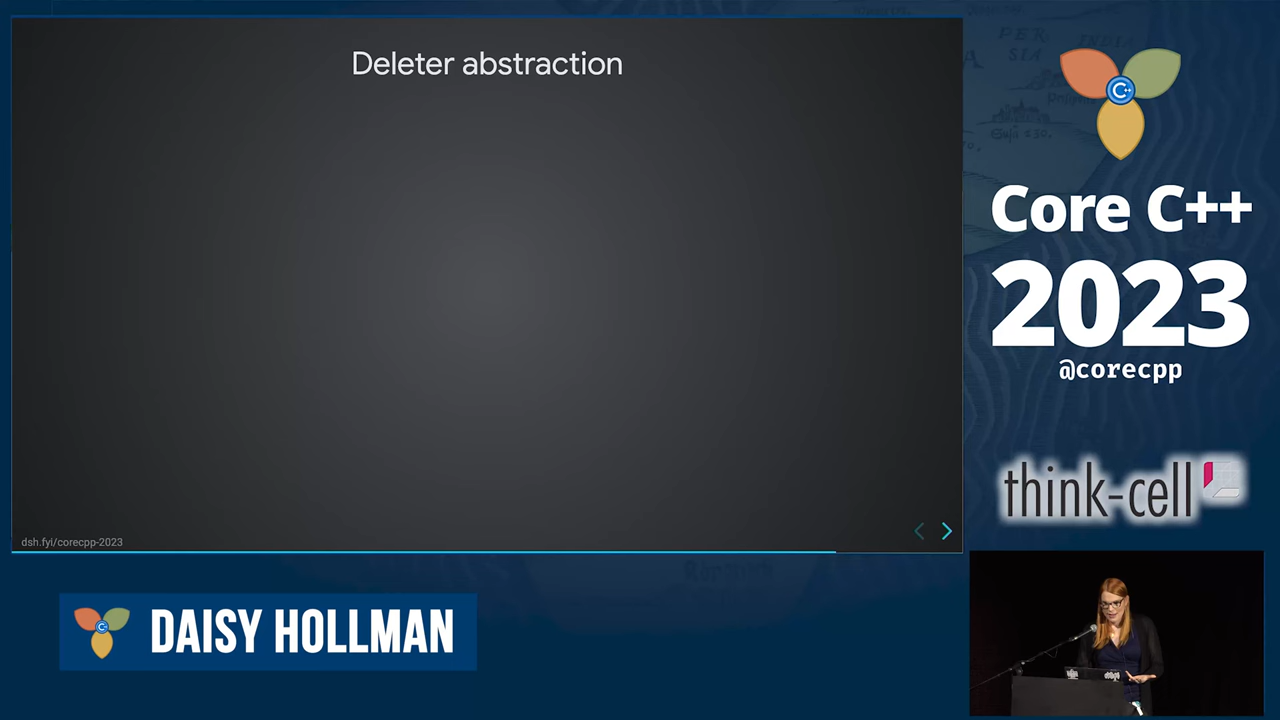 Deleter abstraction
dsh.fyi/corecpp-2023
C++
Core C++
2023
@corecpp
think-cell
DAISY HOLLMAN